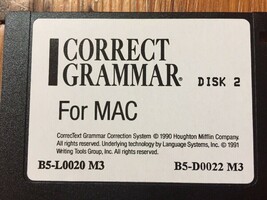 CORRECT
GRAMMAR® DISK 2
For MAC
CorrecText Grammar Correction System © 1990 Houghton Mifflin Company.
All rights reserved. Underlying technology by Language Systems, Inc. © 1991
Writing Tools Group, Inc. All rights reserved.
B5-L0020 M3 B5-D0022 M3